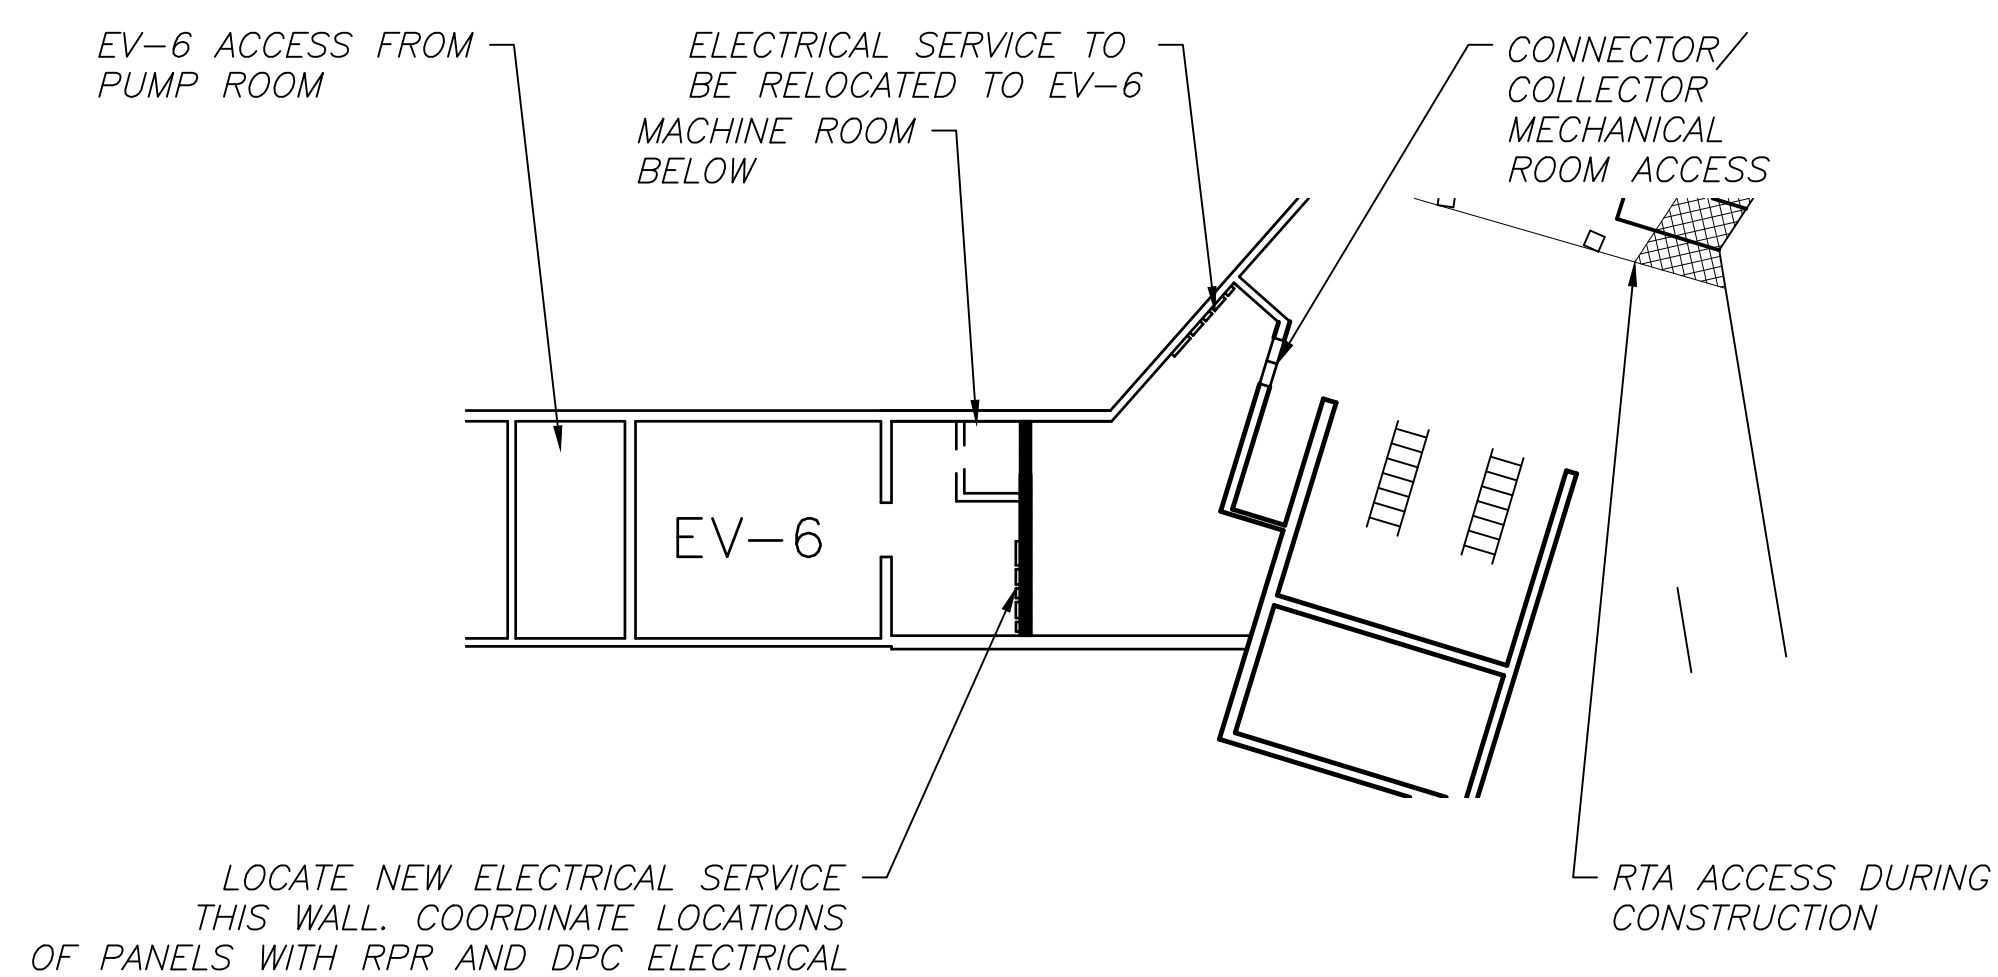 EV-6 ACCESS FROM
PUMP ROOM
ELECTRICAL SERVICE TO
BE RELOCATED TO EV-6
MACHINE ROOM
BELOW
CONNECTOR/
COLLECTOR
MECHANICAL
ROOM ACCESS
EV-6
LOCATE NEW ELECTRICAL SERVICE
THIS WALL. COORDINATE LOCATIONS
OF PANELS WITH RPR AND DPC ELECTRICAL
RTA ACCESS DURING
CONSTRUCTION